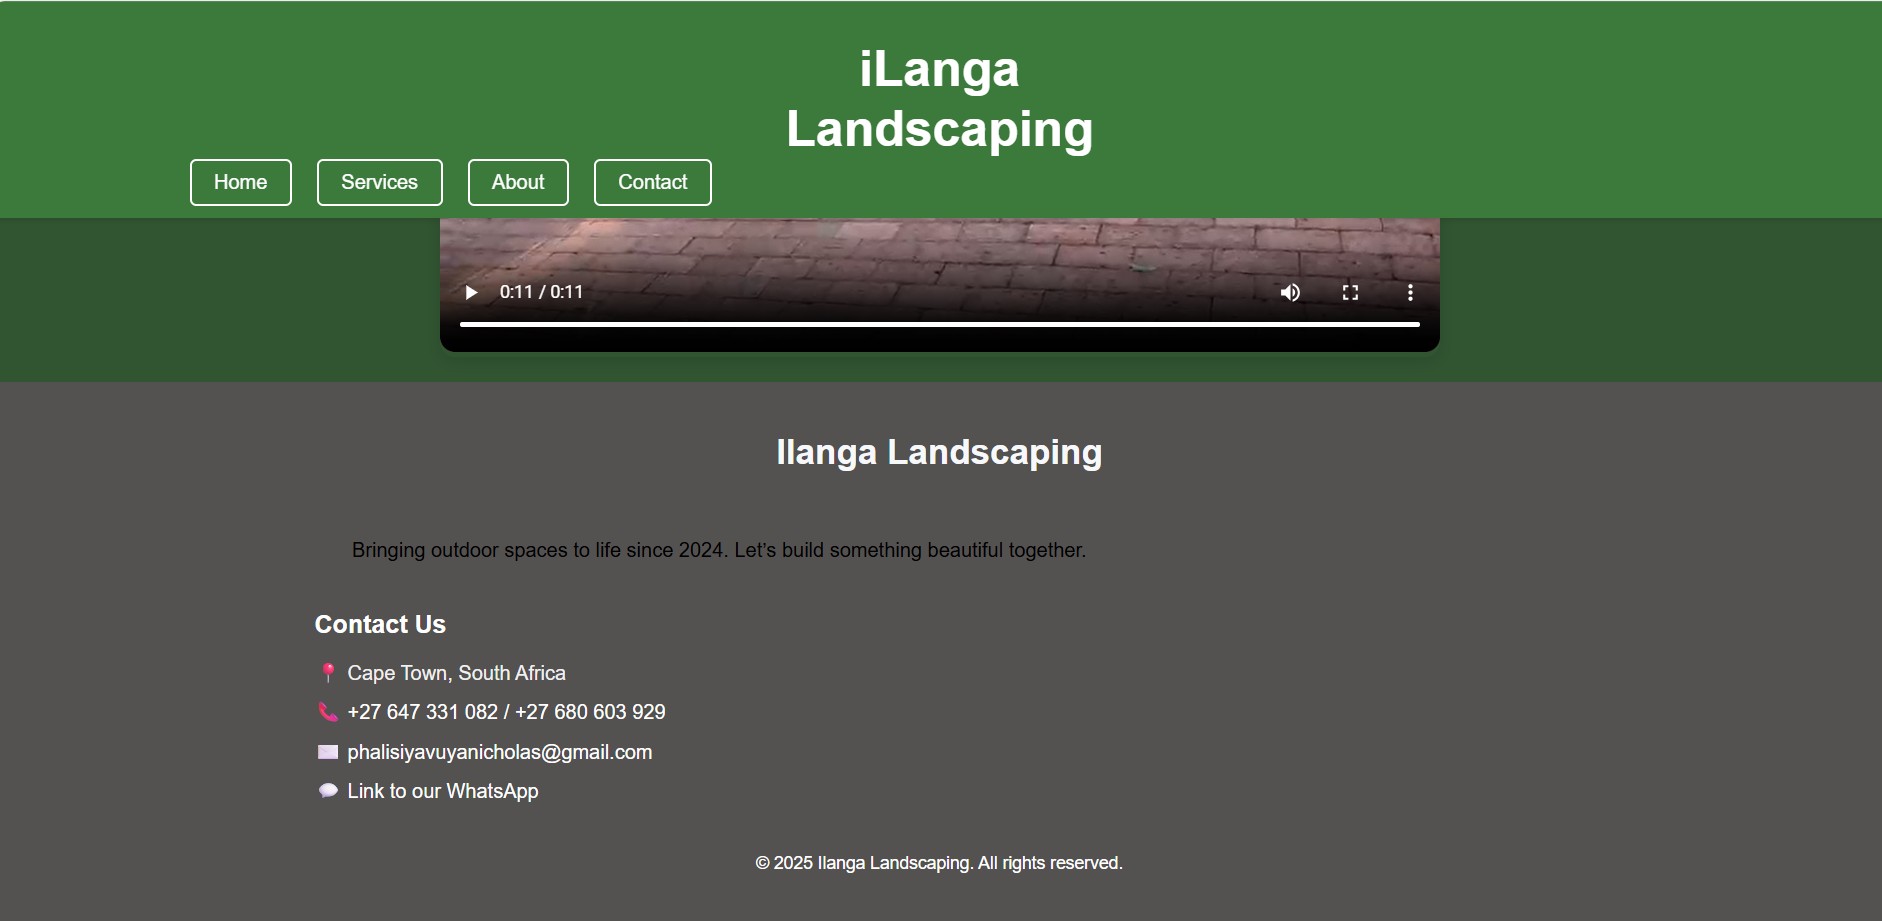 iLanga
Landscaping
Home Services About Contact
0:11 / 0:11
Ilanga Landscaping
Bringing outdoor spaces to life since 2024. Let’s build something beautiful together.
Contact Us
Cape Town, South Africa
+27 647 331 082 / +27 680 603 929
phalisiyavuyanicholas@gmail.com
Link to our WhatsApp
© 2025 Ilanga Landscaping. All rights reserved.